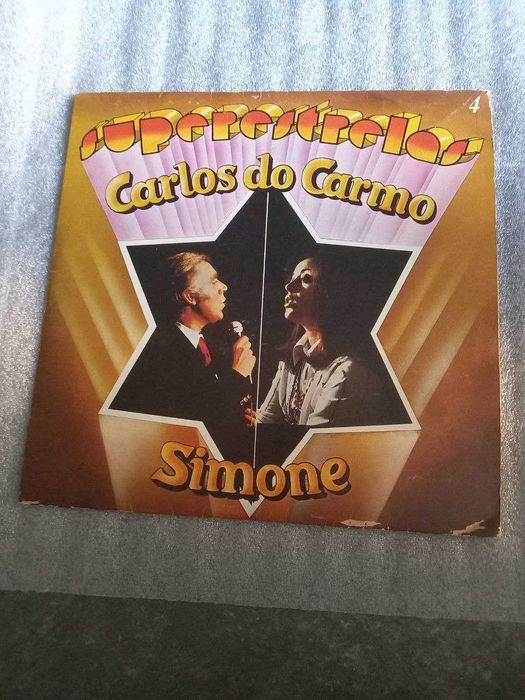 4
superestrelas
Carlos do Carmo
Simone